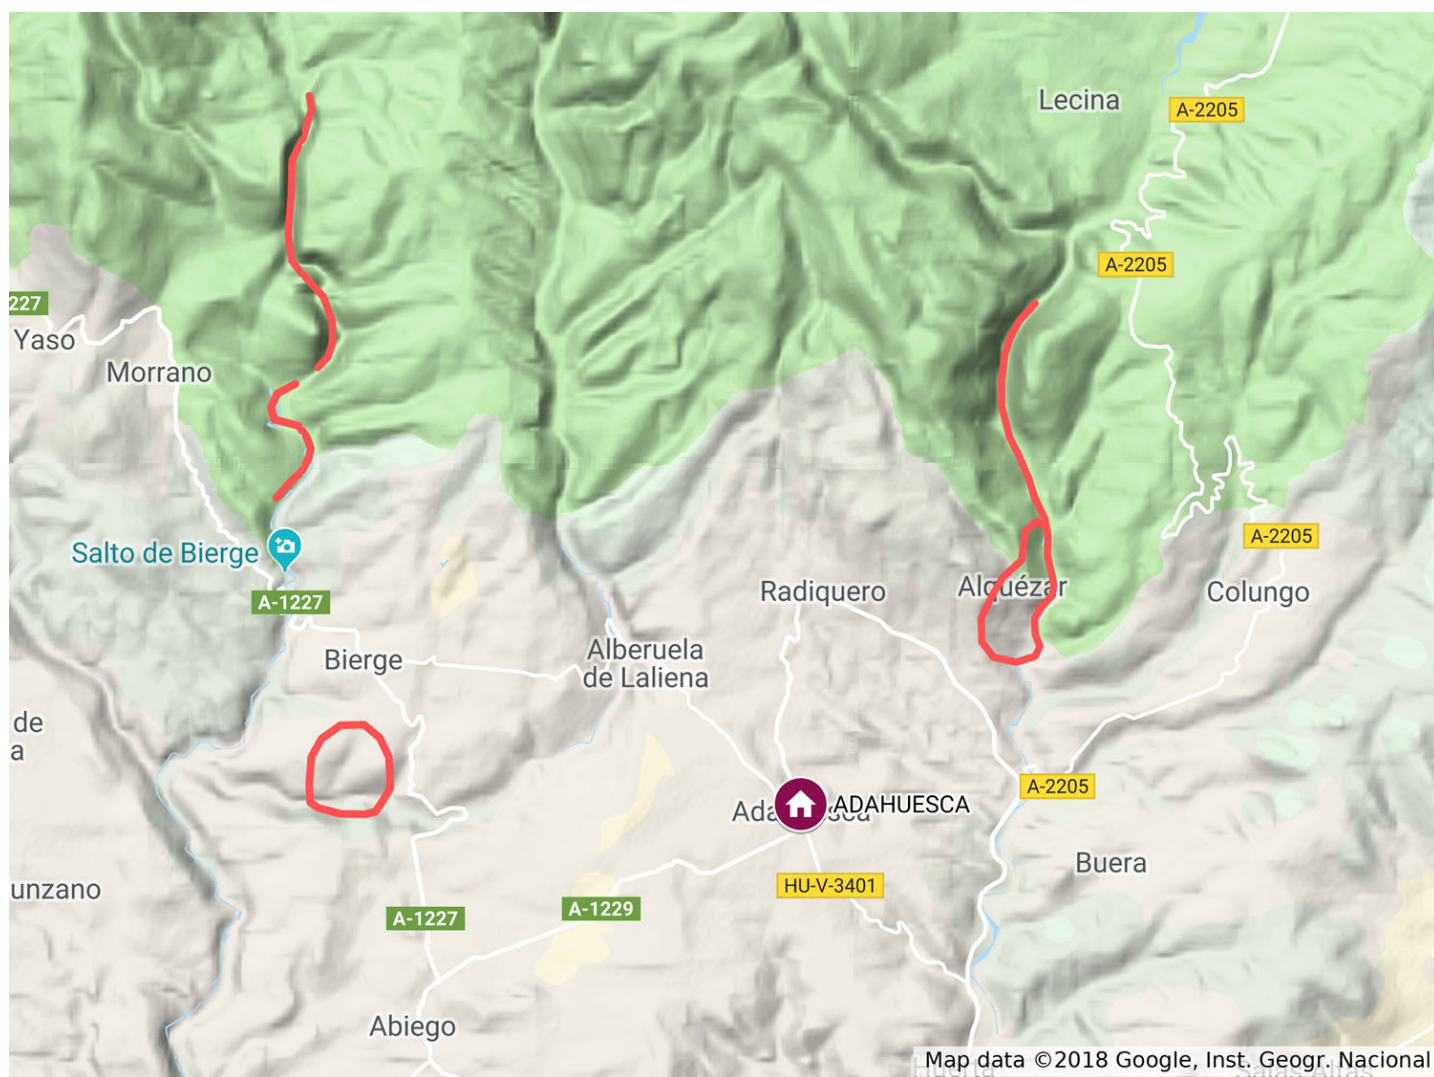 Lecina
A-2205
A-2205
227
Yaso
Morrano
A-2205
Salto de Bierge
Alquézar
Radiquero
Colungo
A-1227
Bierge
Alberuela
de Laliena
de
a
A-2205
ADAHUESCA
Buera
unzano
HU-V-3401
A-1229
A-1227
Abiego
Map data ©2018 Google, Inst. Geogr. Nacional